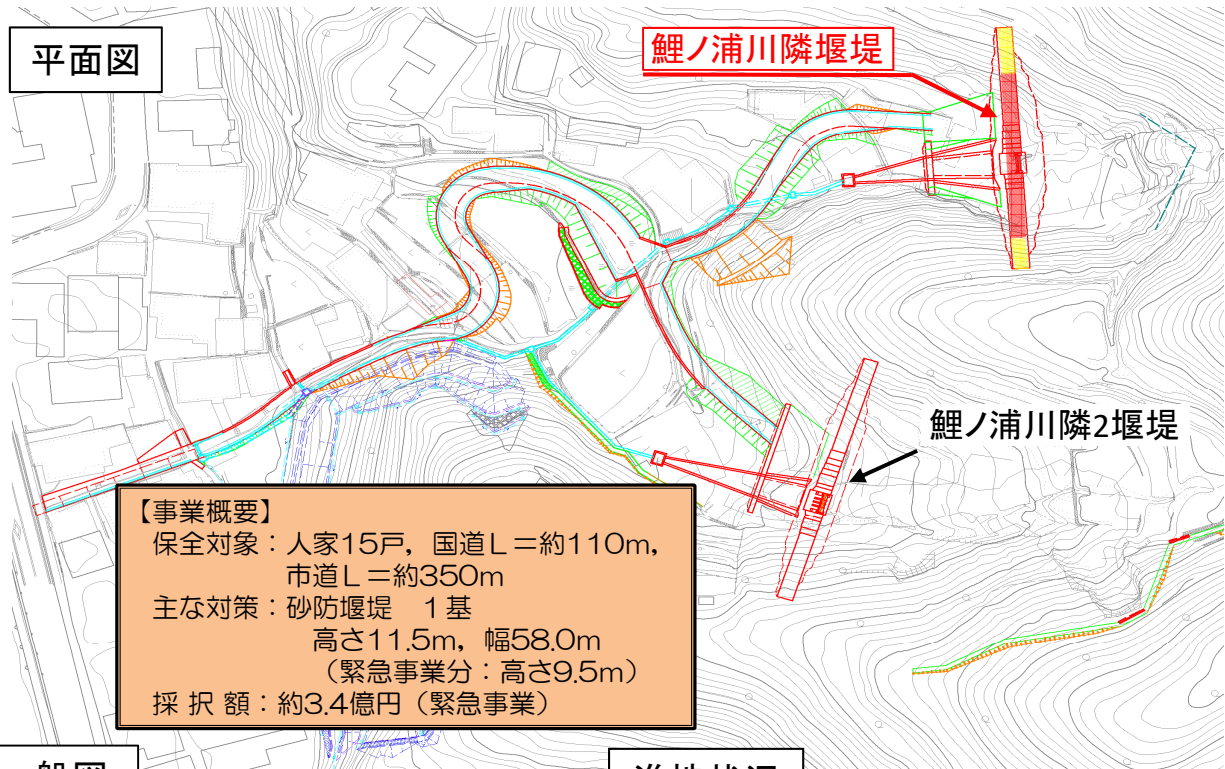 平面図
鯉ノ浦川隣堰堤
鯉ノ浦川隣2堰堤
【事業概要】
保全対象：人家15戸，国道Ｌ＝約110m，
市道Ｌ＝約350m
主な対策：砂防堰堤　１基
高さ11.5m，幅58.0m
（緊急事業分：高さ9.5m）
採 択 額：約3.4億円（緊急事業）